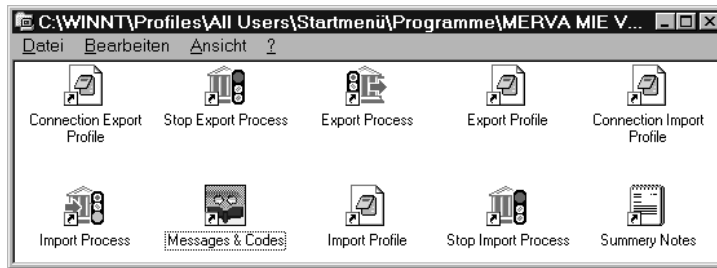 C:\WINNT\Profiles\All Users\Startmenü\Programme\MERVA MIE V...
Datei Bearbeiten Ansicht ?
Connection Export Profile
Stop Export Process
Export Process
Export Profile
Connection Import Profile
Import Process
Messages & Codes
Import Profile
Stop Import Process
Summery Notes